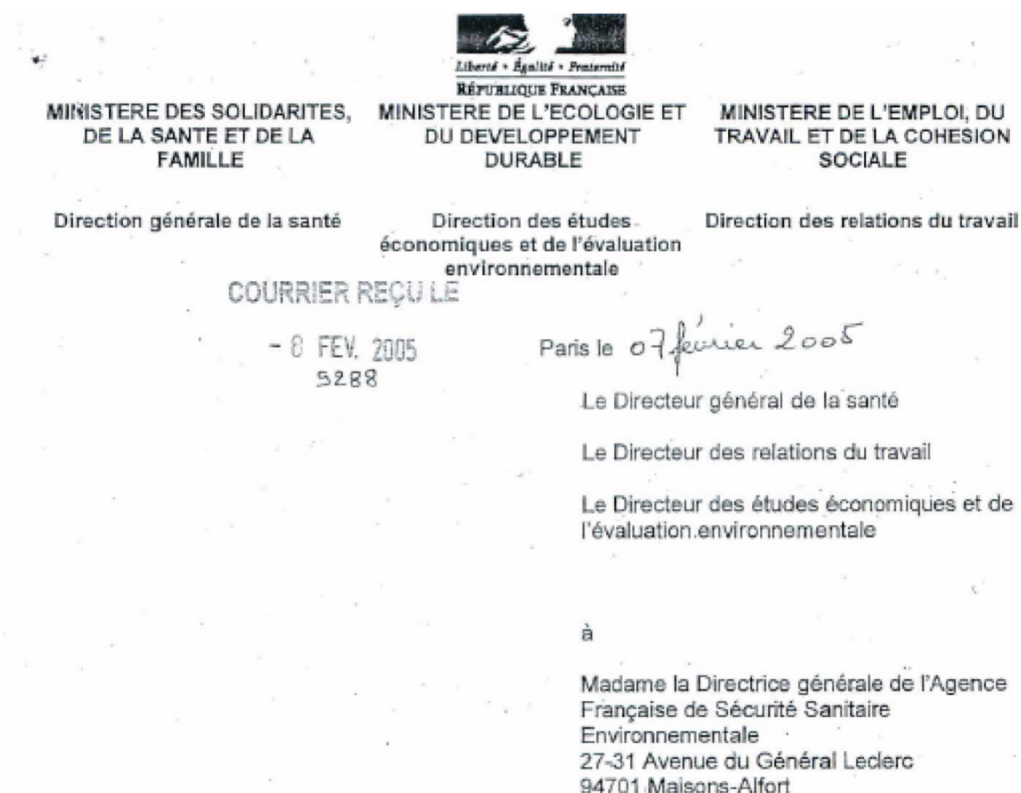 Liberté • Égalité • Fraternité
RÉPUBLIQUE FRANÇAISE
MINISTERE DES SOLIDARITES,
DE LA SANTE ET DE LA
FAMILLE
MINISTERE DE L'ECOLOGIE ET
DU DEVELOPPEMENT
DURABLE
MINISTERE DE L'EMPLOI, DU
TRAVAIL ET DE LA COHESION
SOCIALE
Direction générale de la santé
Direction des études
économiques et de l'évaluation
environnementale
Direction des relations du travail
COURRIER REÇU LE
- 8 FEV. 2005
5288
Paris le 07 février 2005
Le Directeur général de la santé
Le Directeur des relations du travail
Le Directeur des études économiques et de
l'évaluation environnementale
à
Madame la Directrice générale de l'Agence
Française de Sécurité Sanitaire
Environnementale
27-31 Avenue du Général Leclerc
94701 Maisons-Alfort